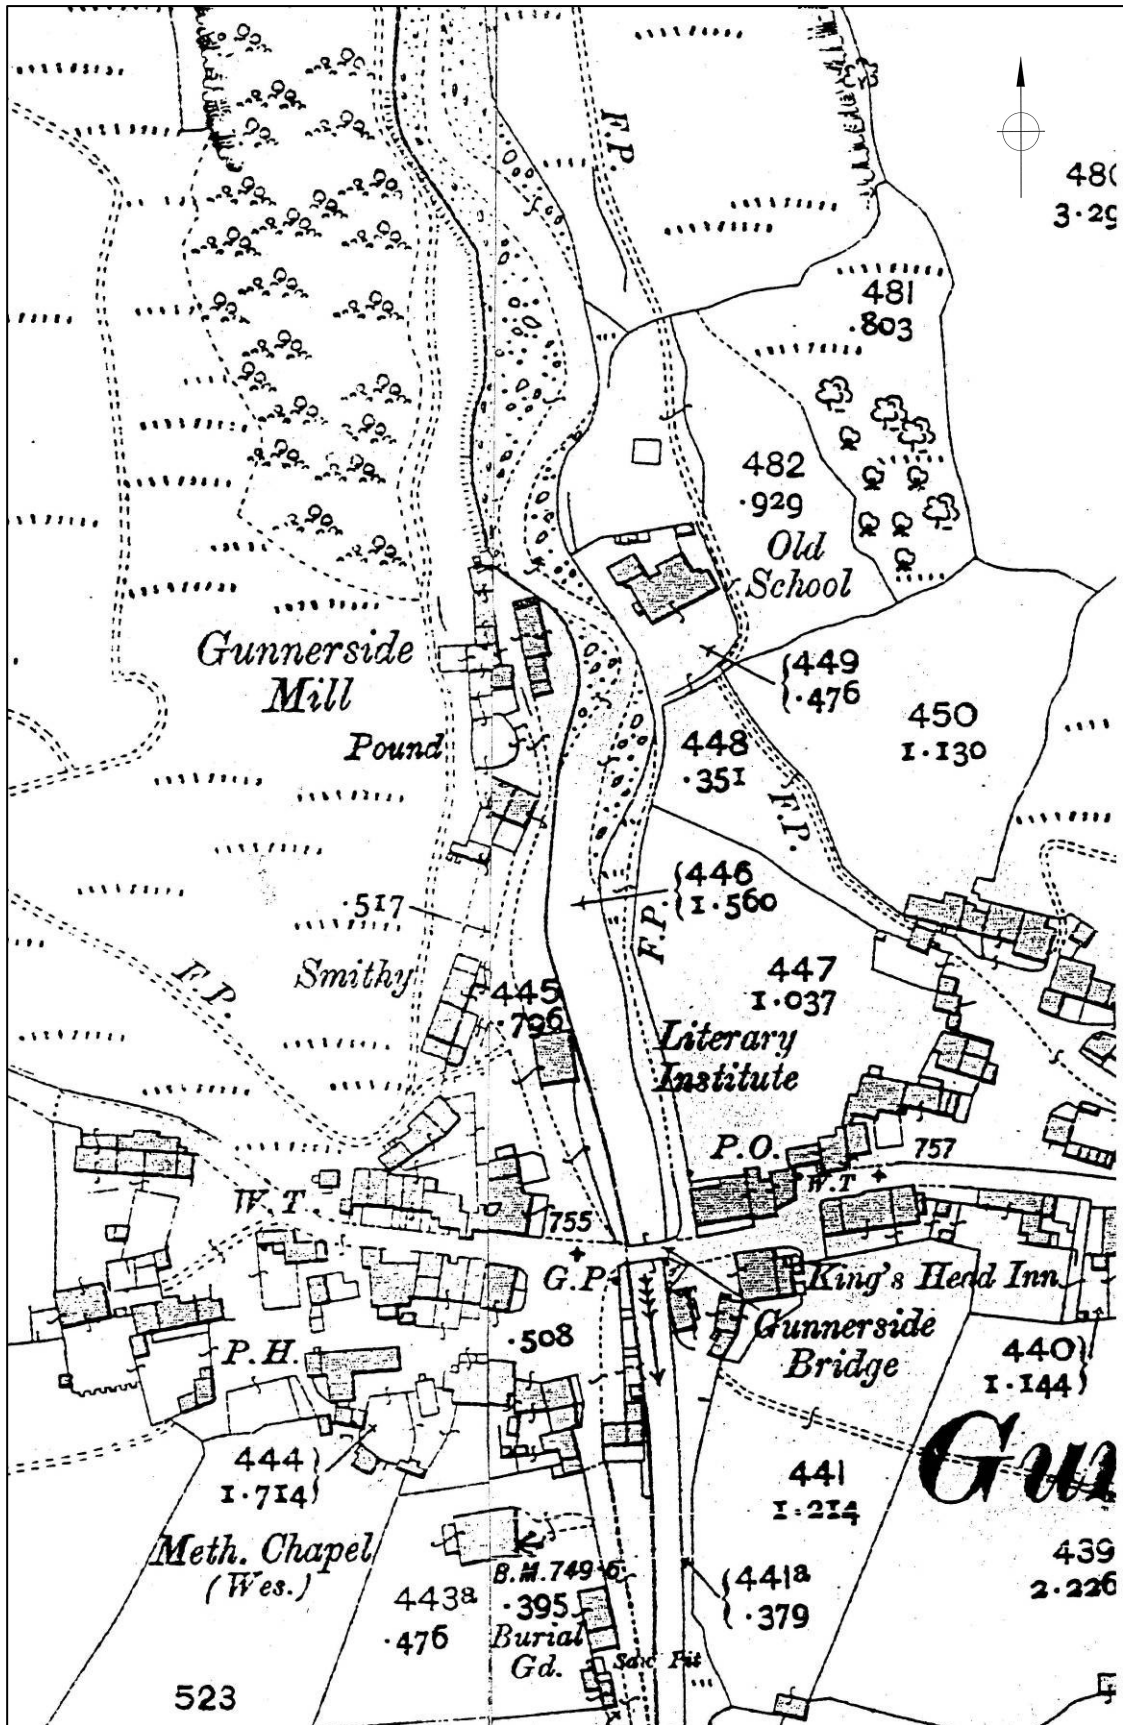 F.P.
480
3·29
481
·803
482
·929
Old
School
Gunnerside
Mill
{449
{·476
450
1·130
Pound
448
·351
F.P.
{446
{1·560
·517
F.P.
F.P.
Smithy
445
·796
447
1·037
Literary
Institute
P.O.
757
W.T
W.T.
755
G.P.
King's Head Inn
Gunnerside
Bridge
·508
P.H.
440}
1·144}
444}
1·714}
441
1·214
Gun
Meth. Chapel
(Wes.)
B.M. 749·6
443a
·476
·395
Burial
Gd.
{441a
{·379
439
2·226
Saw Pit
523